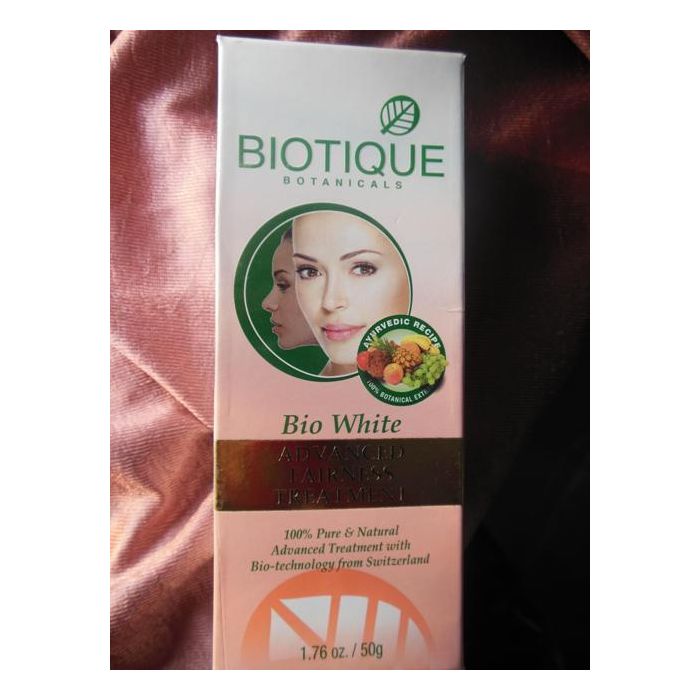 BIOTIQUE
BOTANICALS
AYURVEDIC RECIPE
100% BOTANICAL
Bio White
ADVANCED
FAIRNESS
TREATMENT
100% Pure & Natural
Advanced Treatment with
Bio-technology from Switzerland
1.76 oz. / 50g